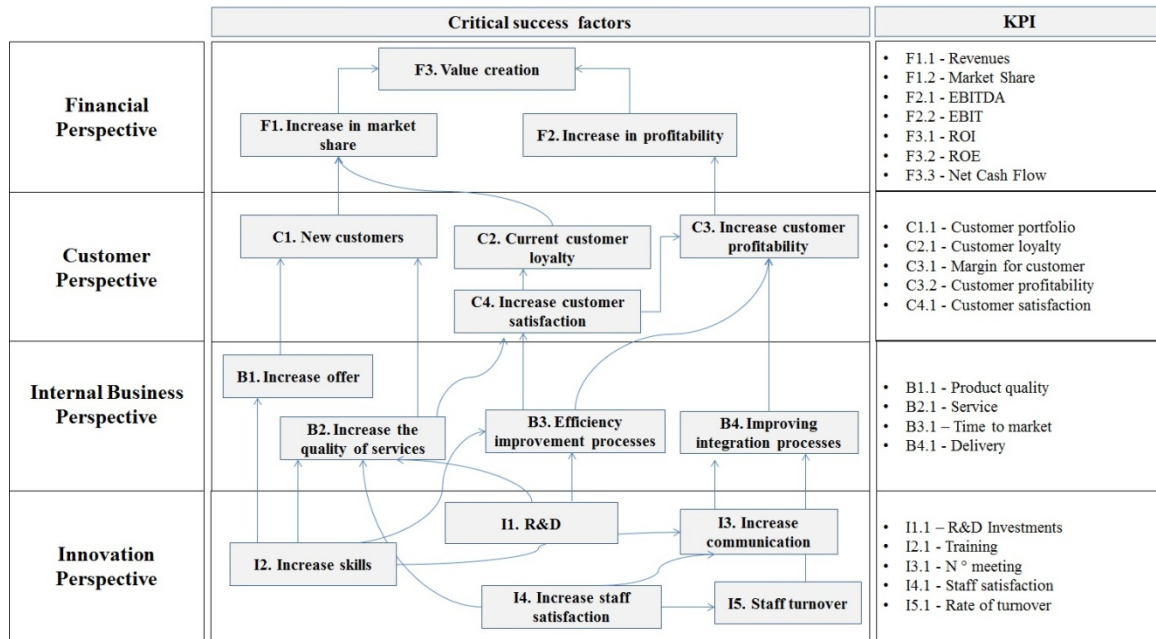 Critical success factors
KPI
Financial
Perspective
F3. Value creation
F1. Increase in market
share
F2. Increase in profitability
• F1.1 - Revenues
• F1.2 - Market Share
• F2.1 - EBITDA
• F2.2 - EBIT
• F3.1 - ROI
• F3.2 - ROE
• F3.3 - Net Cash Flow
Customer
Perspective
C1. New customers
C2. Current customer
loyalty
C3. Increase customer
profitability
C4. Increase customer
satisfaction
• C1.1 - Customer portfolio
• C2.1 - Customer loyalty
• C3.1 - Margin for customer
• C3.2 - Customer profitability
• C4.1 - Customer satisfaction
Internal Business
Perspective
B1. Increase offer
B2. Increase the
quality of services
B3. Efficiency
improvement processes
B4. Improving
integration processes
• B1.1 - Product quality
• B2.1 - Service
• B3.1 – Time to market
• B4.1 - Delivery
Innovation
Perspective
I1. R&D
I2. Increase skills
I3. Increase
communication
I4. Increase staff
satisfaction
I5. Staff turnover
• I1.1 – R&D Investments
• I2.1 - Training
• I3.1 - N ° meeting
• I4.1 - Staff satisfaction
• I5.1 - Rate of turnover